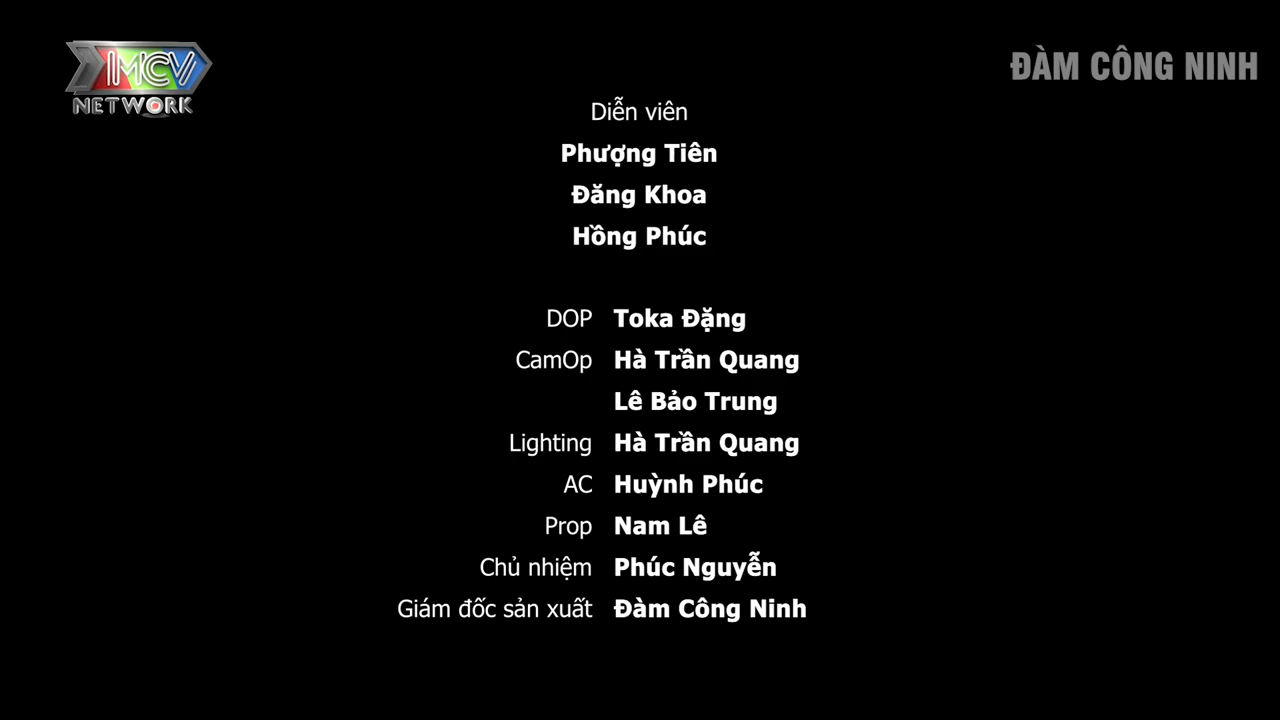 MCV
NETWORK
ĐÀM CÔNG NINH
Diễn viên
Phượng Tiên
Đăng Khoa
Hồng Phúc
DOP Toka Đặng
CamOp Hà Trần Quang
Lê Bảo Trung
Lighting Hà Trần Quang
AC Huỳnh Phúc
Prop Nam Lê
Chủ nhiệm Phúc Nguyễn
Giám đốc sản xuất Đàm Công Ninh